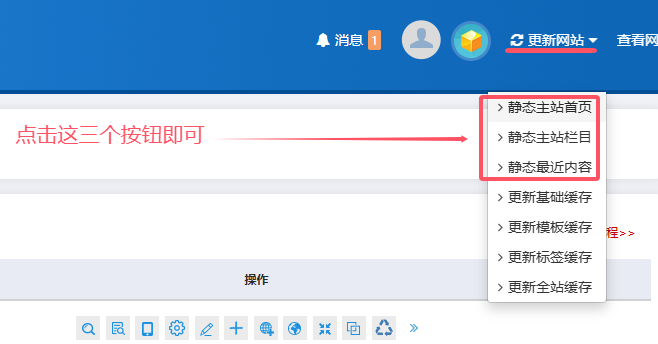 消息 1
更新网站
查看网
静态主站首页
点击这三个按钮即可
静态主站栏目
静态最近内容
更新基础缓存
更新模板缓存
程>>
更新标签缓存
操作
更新全站缓存